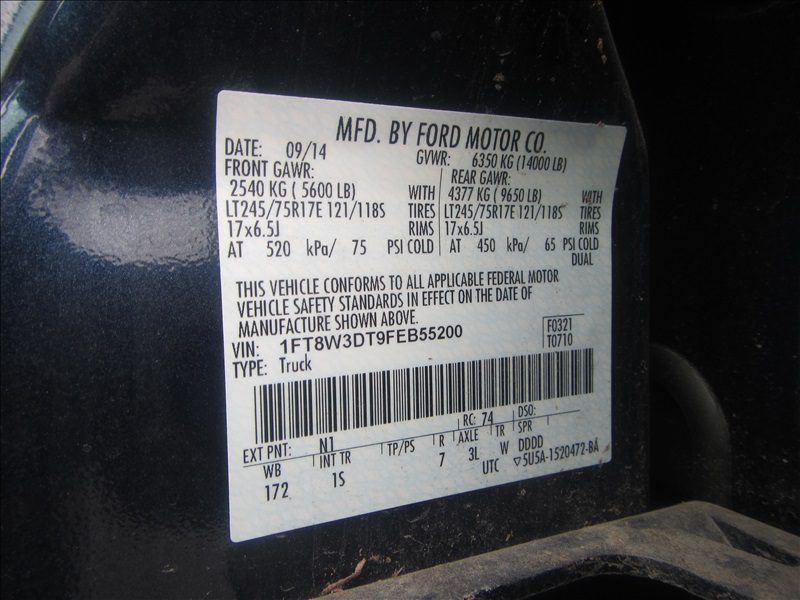 MFD. BY FORD MOTOR CO.
DATE: 09/14 GVWR: 6350 KG (14000 LB)
FRONT GAWR: REAR GAWR:
2540 KG ( 5600 LB) WITH 4377 KG ( 9650 LB) WITH
LT245/75R17E 121/118S TIRES LT245/75R17E 121/118S TIRES
17x6.5J RIMS 17x6.5J RIMS
AT 520 kPa/ 75 PSI COLD AT 450 kPa/ 65 PSI COLD
DUAL
THIS VEHICLE CONFORMS TO ALL APPLICABLE FEDERAL MOTOR
VEHICLE SAFETY STANDARDS IN EFFECT ON THE DATE OF
MANUFACTURE SHOWN ABOVE.
VIN: 1FT8W3DT9FEB55200 F0321
TYPE: Truck T0710
EXT PNT: N1 RC: 74 DSO:
WB INT TR TP/PS R AXLE TR SPR
172 1S 7 3L W DDDD
UTC ▽5U5A-1520472-BA